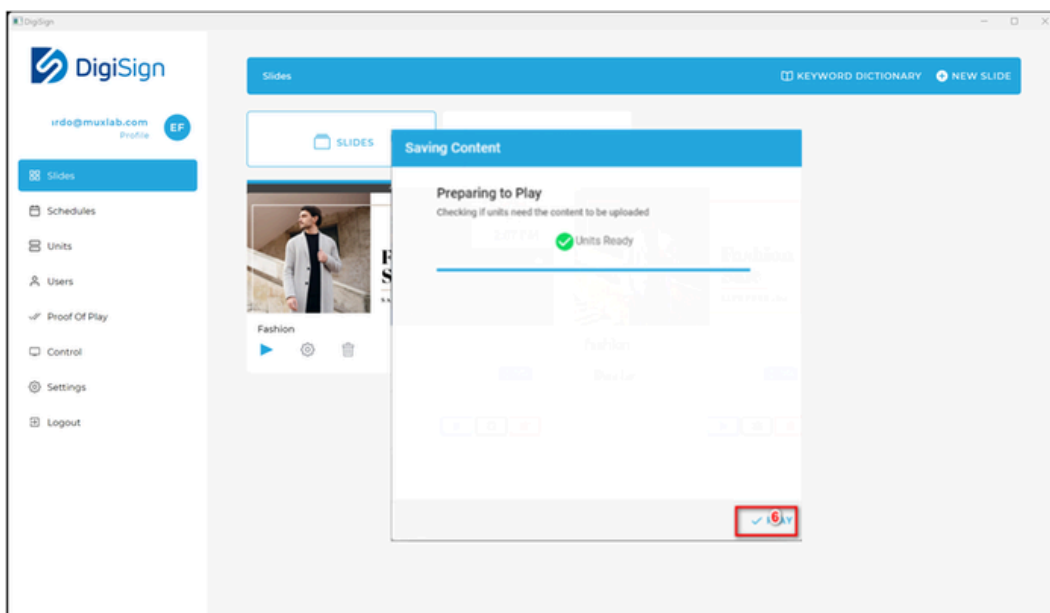 DigiSign
DigiSign
Slides
KEYWORD DICTIONARY
NEW SLIDE
urdo@muxlab.com
Profile
EF
SLIDES
Saving Content
Slides
Schedules
Units
Users
Proof Of Play
Control
Settings
Logout
Preparing to Play
Checking if units need the content to be uploaded
Units Ready
Fashion
Fashion
6